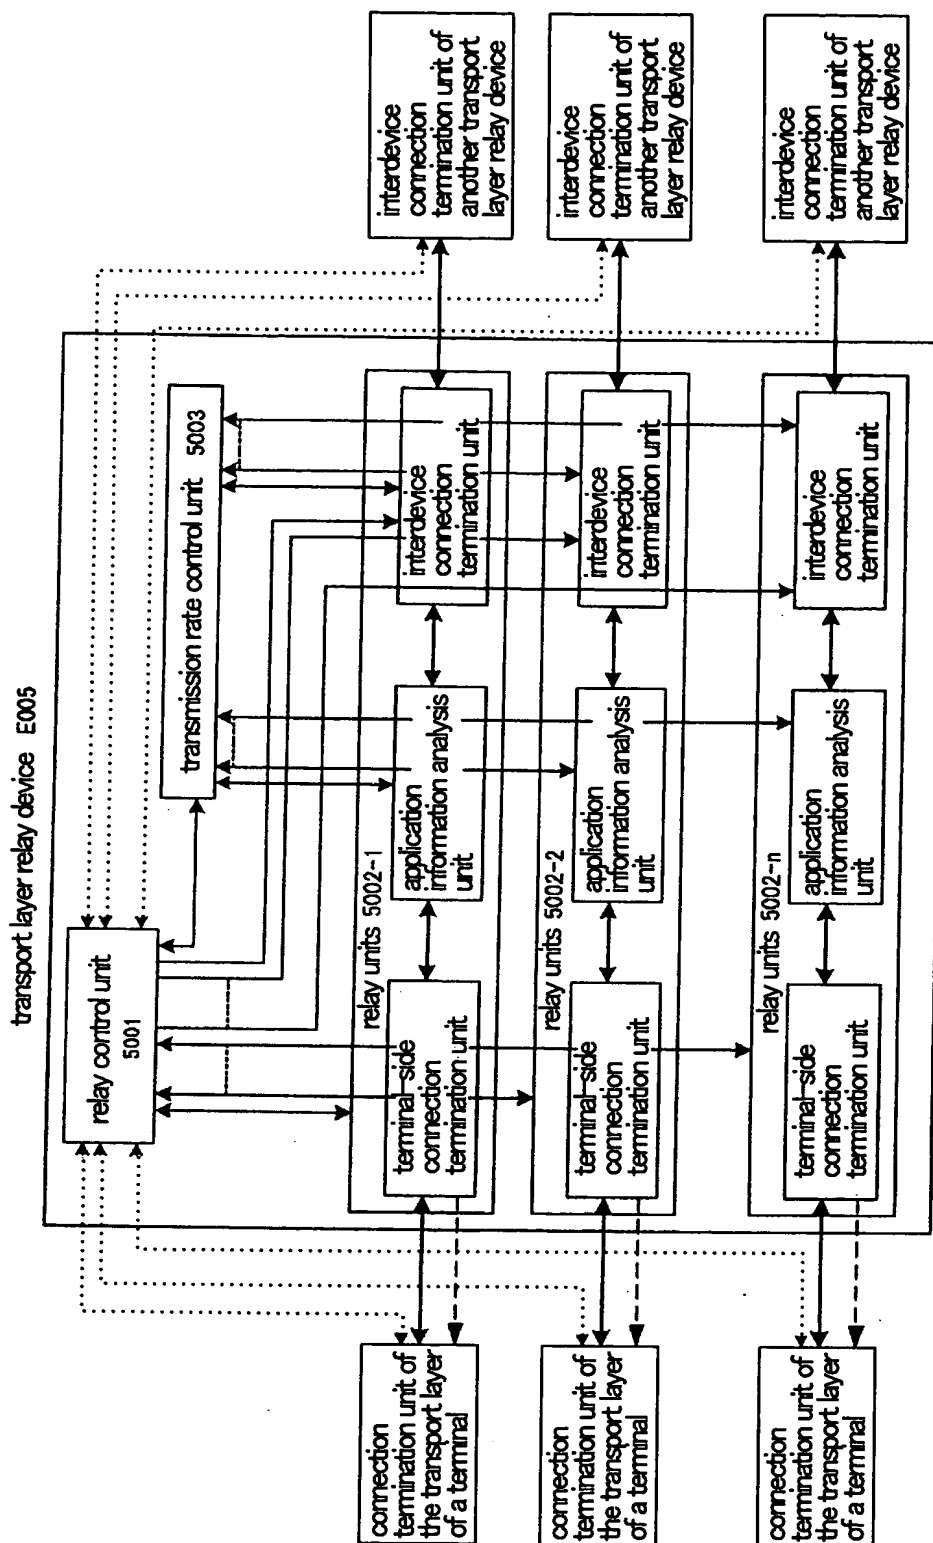 transport layer relay device E005
relay control unit
5001
transmission rate control unit 5003
connection
termination unit of
the transport layer
of a terminal
relay units 5002-1
terminal-side
connection
termination unit
application
information analysis
unit
interdevice
connection
termination unit
interdevice
connection
termination unit of
another transport
layer relay device
connection
termination unit of
the transport layer
of a terminal
relay units 5002-2
terminal-side
connection
termination unit
application
information analysis
unit
interdevice
connection
termination unit
interdevice
connection
termination unit of
another transport
layer relay device
connection
termination unit of
the transport layer
of a terminal
relay units 5002-n
terminal-side
connection
termination unit
application
information analysis
unit
interdevice
connection
termination unit
interdevice
connection
termination unit of
another transport
layer relay device